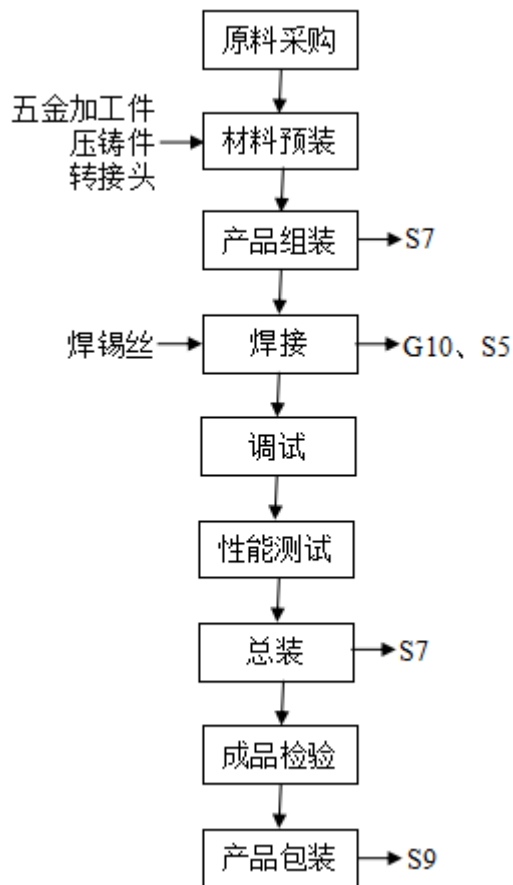 原料采购
五金加工件
压铸件
转接头
材料预装
产品组装
S7
焊锡丝
焊接
G10、S5
调试
性能测试
总装
S7
成品检验
产品包装
S9